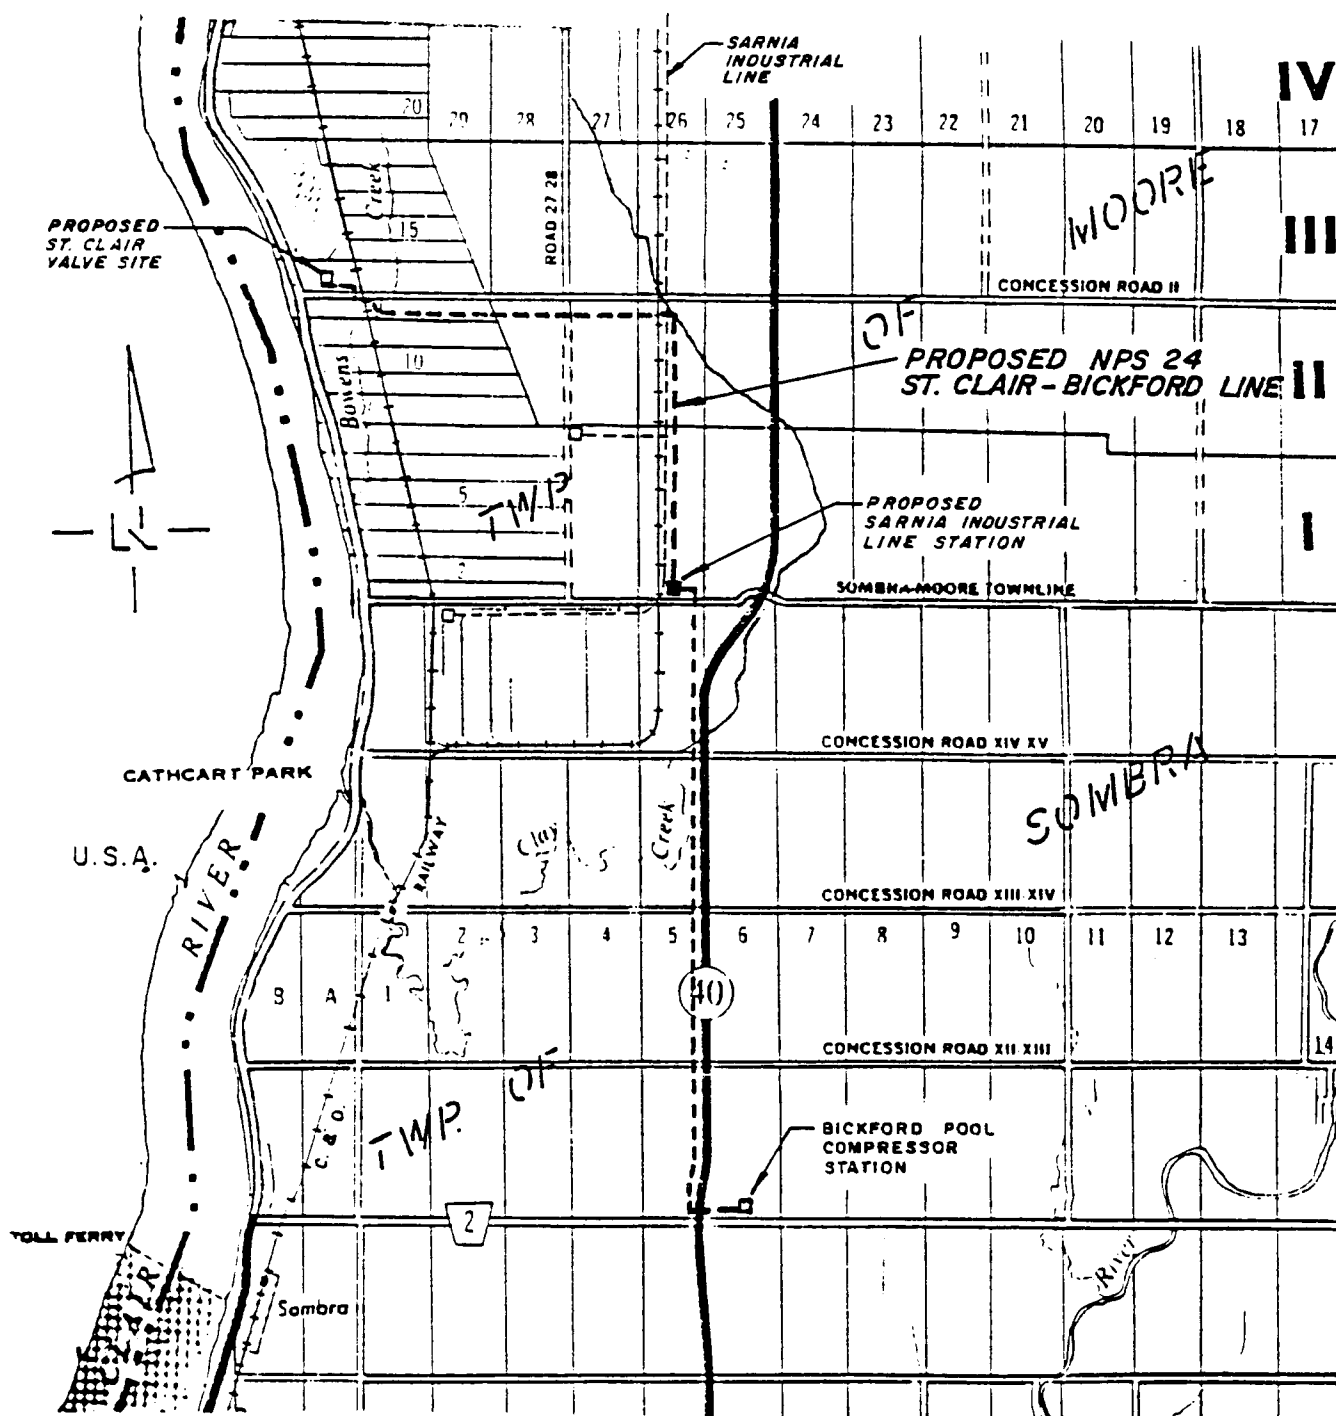 SARNIA
INDUSTRIAL
LINE
IV
20
29
28
27
26
25
24
23
22
21
20
19
18
17
MOORE
Creek
ROAD 27 28
15
III
PROPOSED
ST. CLAIR
VALVE SITE
CONCESSION ROAD II
OF
PROPOSED NPS 24
ST. CLAIR - BICKFORD LINE
II
10
Bowens
5
TWP
PROPOSED
SARNIA INDUSTRIAL
LINE STATION
I
2
SOMBRA-MOORE TOWNLINE
CONCESSION ROAD XIV XV
CATHCART PARK
SOMBRA
U.S.A.
RIVER
RAILWAY
Clay
Creek
CONCESSION ROAD XIII XIV
2
3
4
5
6
7
8
9
10
11
12
13
B
A
1
40
CONCESSION ROAD XII XIII
14
TWP. OF
C. & O.
BICKFORD POOL
COMPRESSOR
STATION
2
TOLL FERRY
River
Sombra
CLAIR